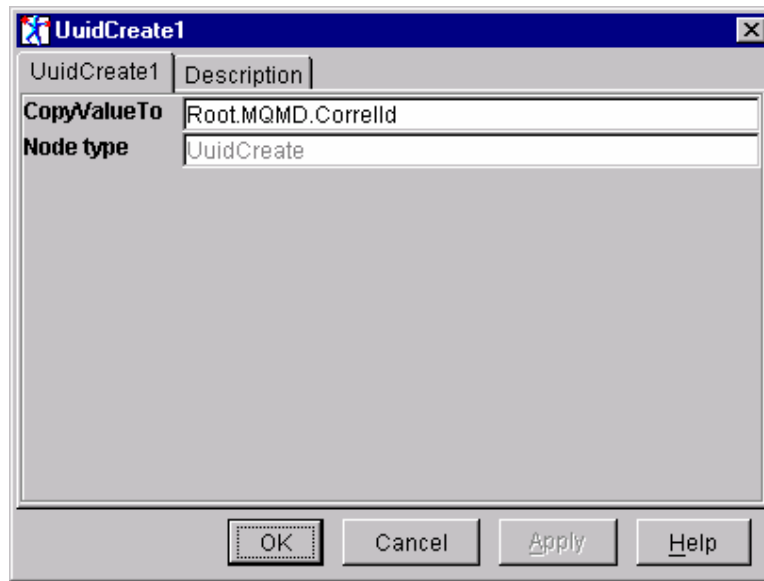 UuidCreate1
UuidCreate1 Description
CopyValueTo Root.MQMD.CorrelId
Node type UuidCreate
OK Cancel Apply Help